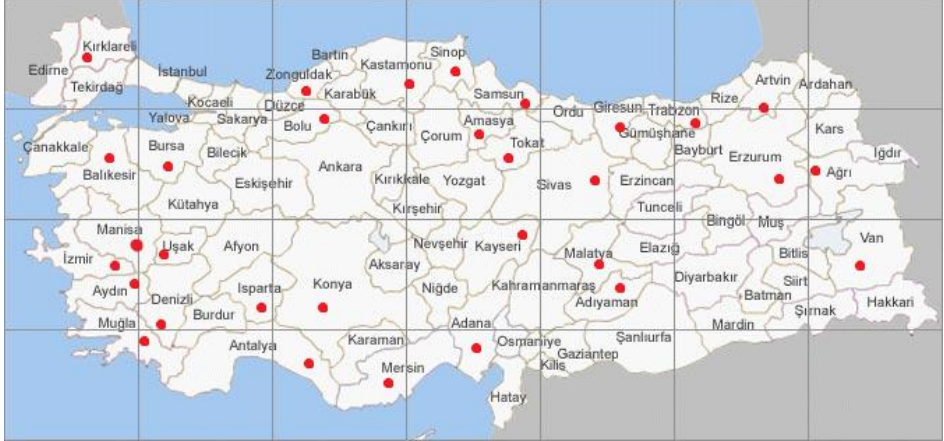 Kırklareli
Edirne
Tekirdağ
İstanbul
Kocaeli
Yalova
Sakarya
Düzce
Zonguldak
Bartın
Karabük
Kastamonu
Sinop
Samsun
Ordu
Giresun
Trabzon
Rize
Artvin
Ardahan
Çanakkale
Balıkesir
Bursa
Bilecik
Bolu
Çankırı
Çorum
Amasya
Tokat
Gümüşhane
Bayburt
Erzurum
Kars
Iğdır
Ağrı
Kütahya
Eskişehir
Ankara
Kırıkkale
Yozgat
Sivas
Erzincan
Kırşehir
Tunceli
Bingöl
Muş
Manisa
Uşak
Afyon
Nevşehir
Kayseri
Malatya
Elazığ
Bitlis
Van
İzmir
Aydın
Denizli
Isparta
Konya
Aksaray
Niğde
Kahramanmaraş
Adıyaman
Diyarbakır
Batman
Siirt
Şırnak
Hakkari
Muğla
Burdur
Antalya
Karaman
Mersin
Adana
Osmaniye
Gaziantep
Kilis
Şanlıurfa
Mardin
Hatay